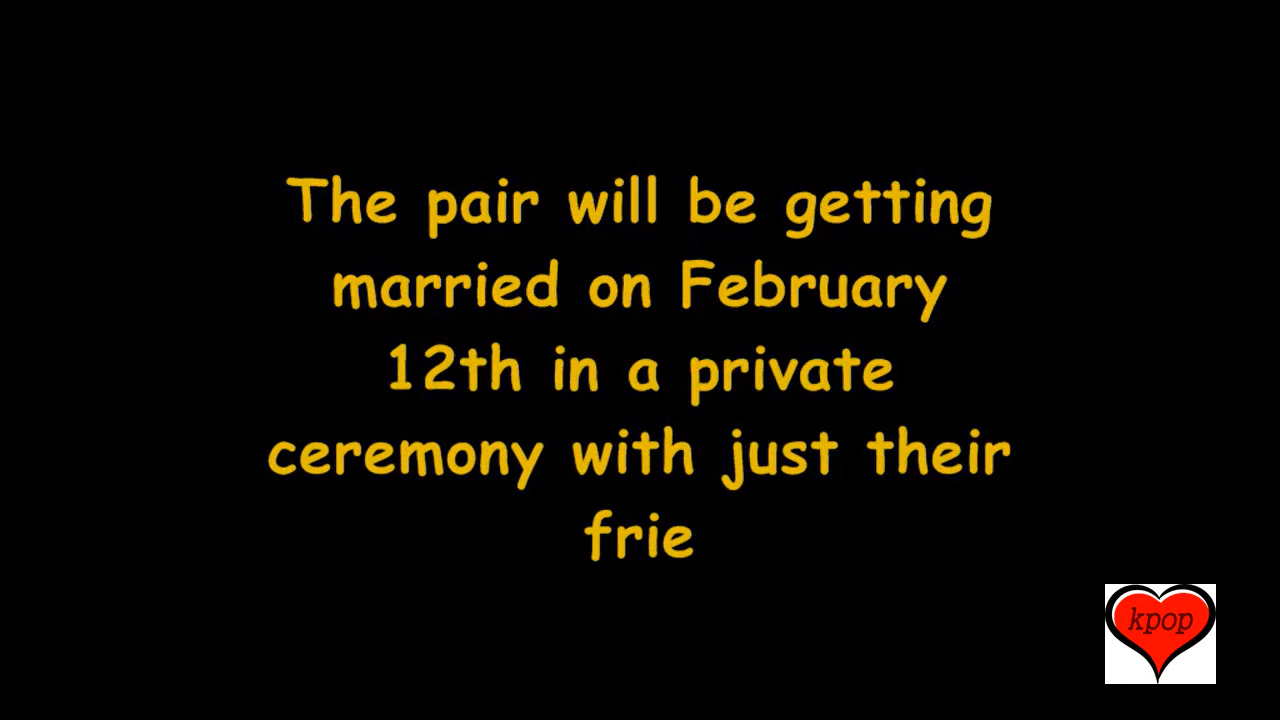 The pair will be getting
married on February
12th in a private
ceremony with just their
frie
kpop